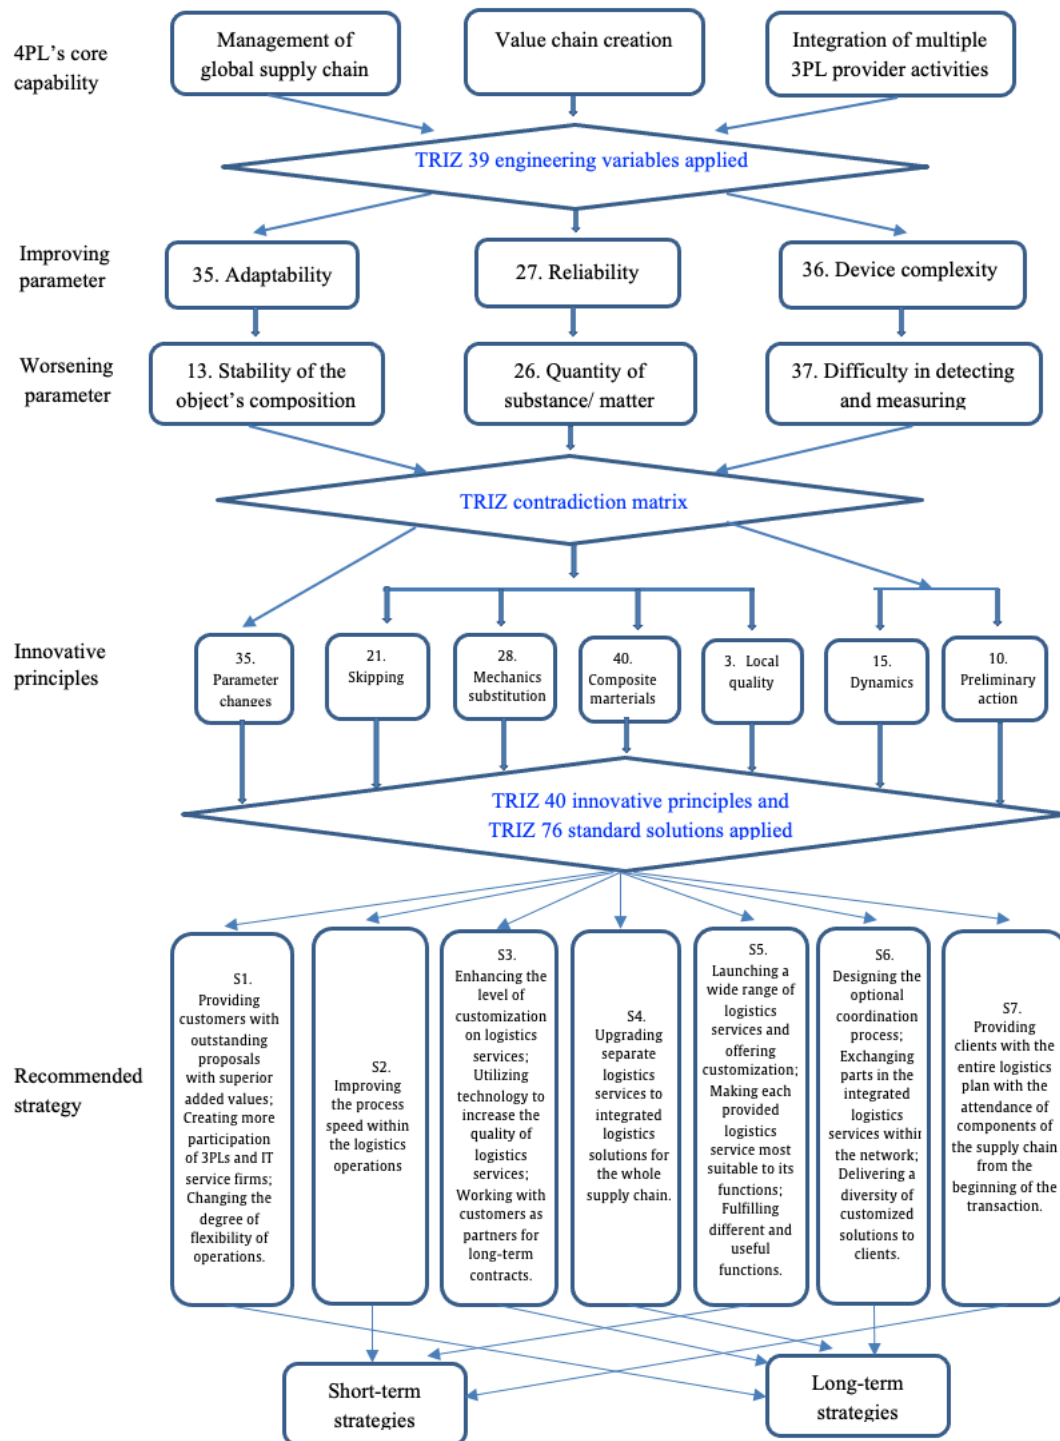 4PL's core
capability
Management of
global supply chain
Value chain creation
Integration of multiple
3PL provider activities
TRIZ 39 engineering variables applied
Improving
parameter
35. Adaptability
27. Reliability
36. Device complexity
Worsening
parameter
13. Stability of the
object's composition
26. Quantity of
substance/ matter
37. Difficulty in detecting
and measuring
TRIZ contradiction matrix
Innovative
principles
35.
Parameter
changes
21.
Skipping
28.
Mechanics
substitution
40.
Composite
marterials
3. Local
quality
15.
Dynamics
10.
Preliminary
action
TRIZ 40 innovative principles and
TRIZ 76 standard solutions applied
Recommended
strategy
S1.
Providing
customers with
outstanding
proposals
with superior
added values;
Creating more
participation
of 3PLs and IT
service firms;
Changing the
degree of
flexibility of
operations.
S2.
Improving
the process
speed within
the logistics
operations
S3.
Enhancing the
level of
customization
on logistics
services;
Utilizing
technology to
increase the
quality of
logistics
services;
Working with
customers as
partners for
long-term
contracts.
S4.
Upgrading
separate
logistics
services to
integrated
logistics
solutions for
the whole
supply chain.
S5.
Launching a
wide range of
logistics
services and
offering
customization;
Making each
provided
logistics
service most
suitable to its
functions;
Fulfilling
different and
useful
functions.
S6.
Designing the
optional
coordination
process;
Exchanging
parts in the
integrated
logistics
services within
the network;
Delivering a
diversity of
customized
solutions to
clients.
S7.
Providing
clients with the
entire logistics
plan with the
attendance of
components of
the supply chain
from the
beginning of the
transaction.
Short-term
strategies
Long-term
strategies